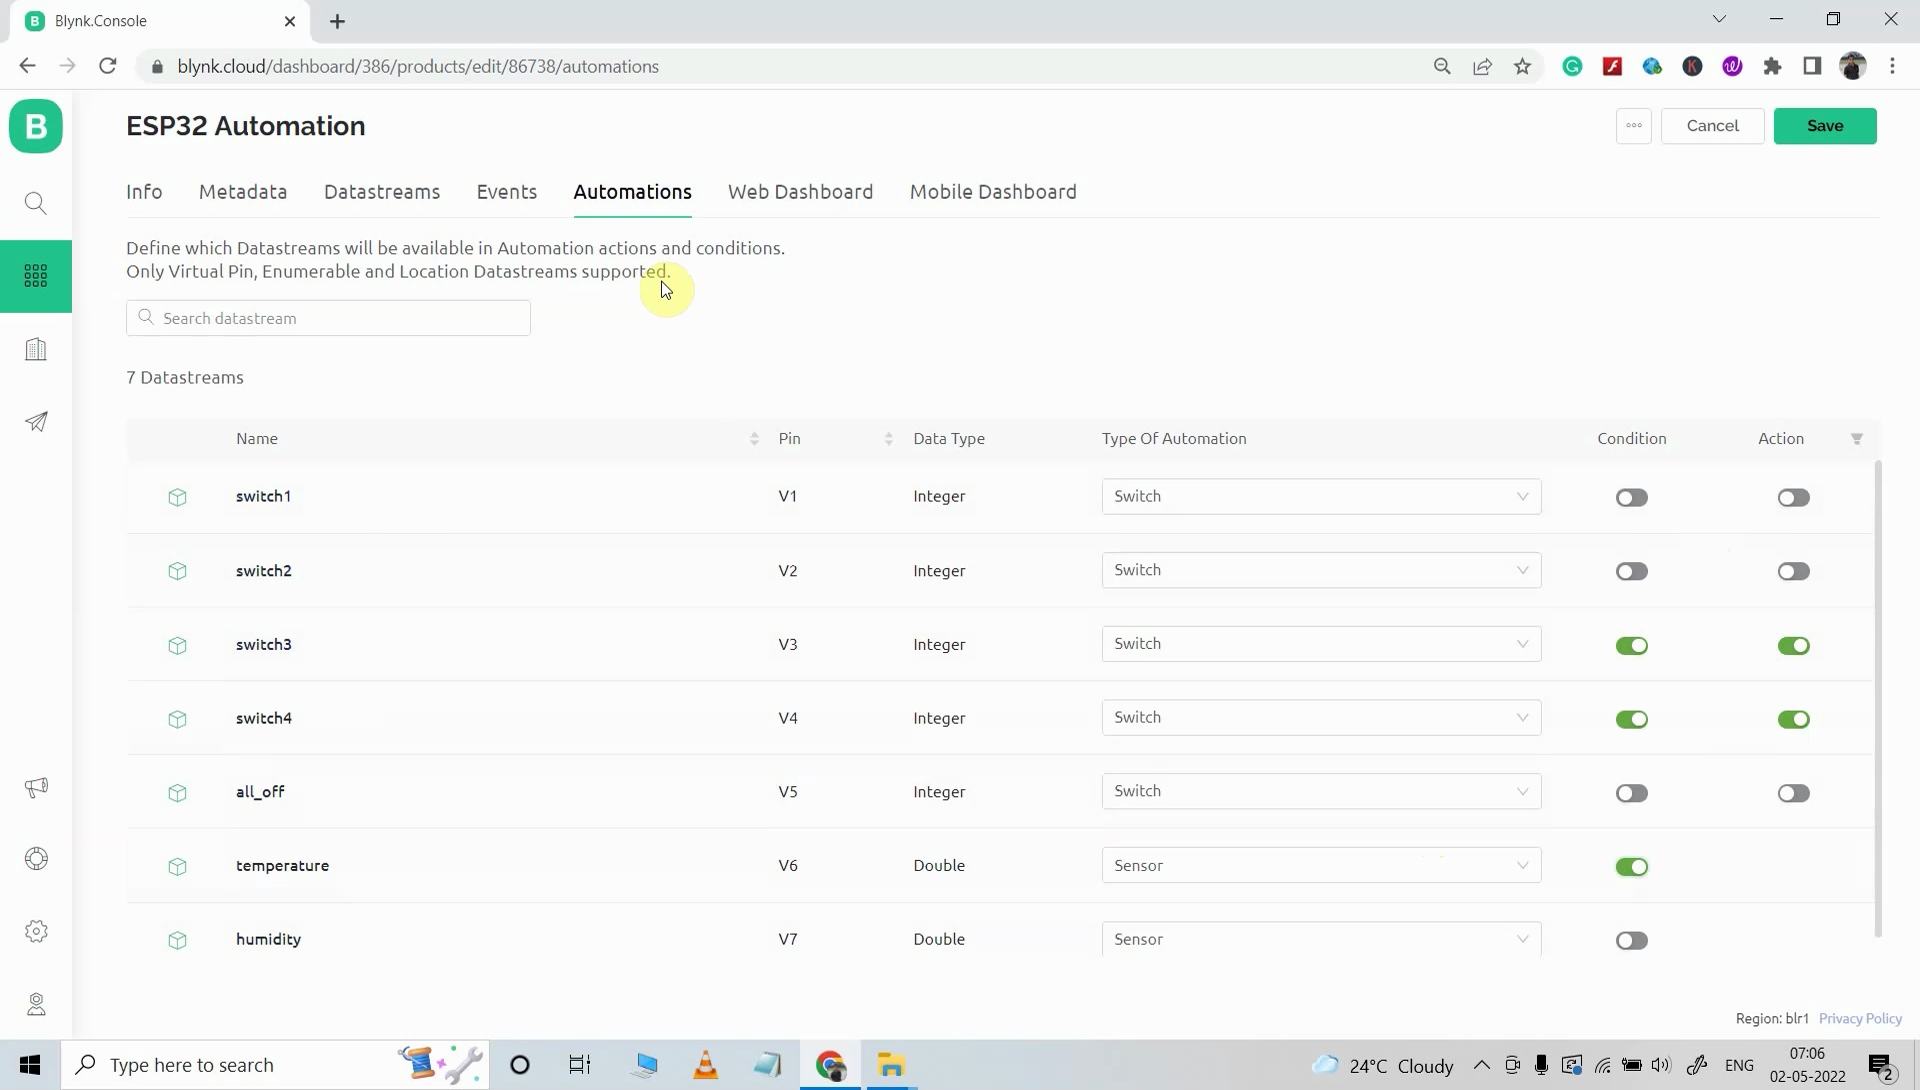 B Blynk.Console
blynk.cloud/dashboard/386/products/edit/86738/automations
B
ESP32 Automation
Cancel
Save
Info Metadata Datastreams Events Automations Web Dashboard Mobile Dashboard
Define which Datastreams will be available in Automation actions and conditions.
Only Virtual Pin, Enumerable and Location Datastreams supported.
Search datastream
7 Datastreams
Name Pin Data Type Type Of Automation Condition Action
switch1 V1 Integer Switch
switch2 V2 Integer Switch
switch3 V3 Integer Switch
switch4 V4 Integer Switch
all_off V5 Integer Switch
temperature V6 Double Sensor
humidity V7 Double Sensor
Region: blr1 Privacy Policy
Type here to search
24°C Cloudy
ENG
07:06
02-05-2022
2